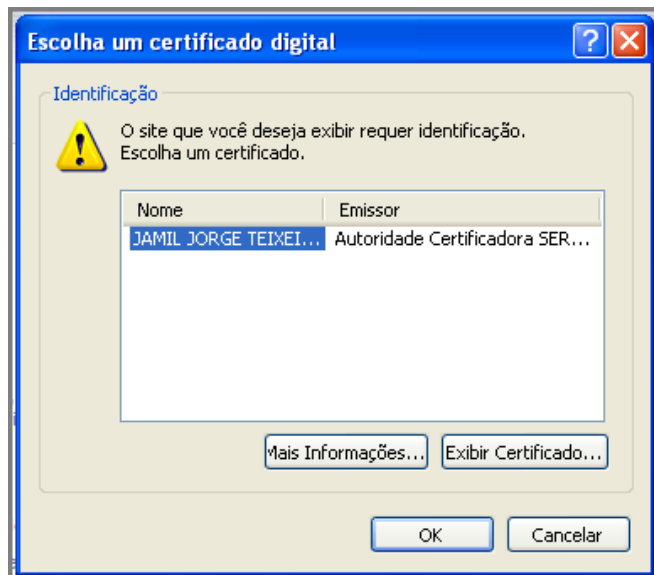 Escolha um certificado digital
Identificação
O site que você deseja exibir requer identificação.
Escolha um certificado.
Nome Emissor
JAMIL JORGE TEIXEI... Autoridade Certificadora SER...
Mais Informações... Exibir Certificado...
OK Cancelar